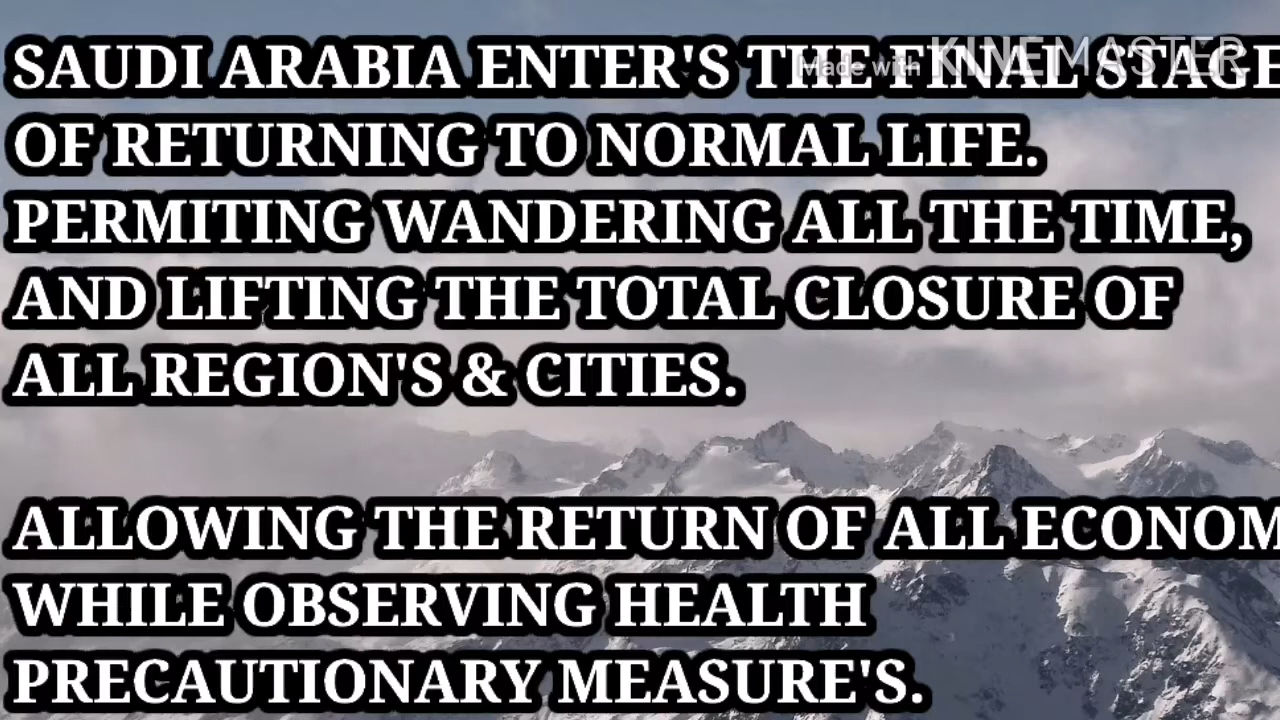 SAUDI ARABIA ENTER'S THE FINAL STAGE
OF RETURNING TO NORMAL LIFE.
PERMITING WANDERING ALL THE TIME,
AND LIFTING THE TOTAL CLOSURE OF
ALL REGION'S & CITIES.
ALLOWING THE RETURN OF ALL ECONOM
WHILE OBSERVING HEALTH
PRECAUTIONARY MEASURE'S.
Made with KINEMASTER